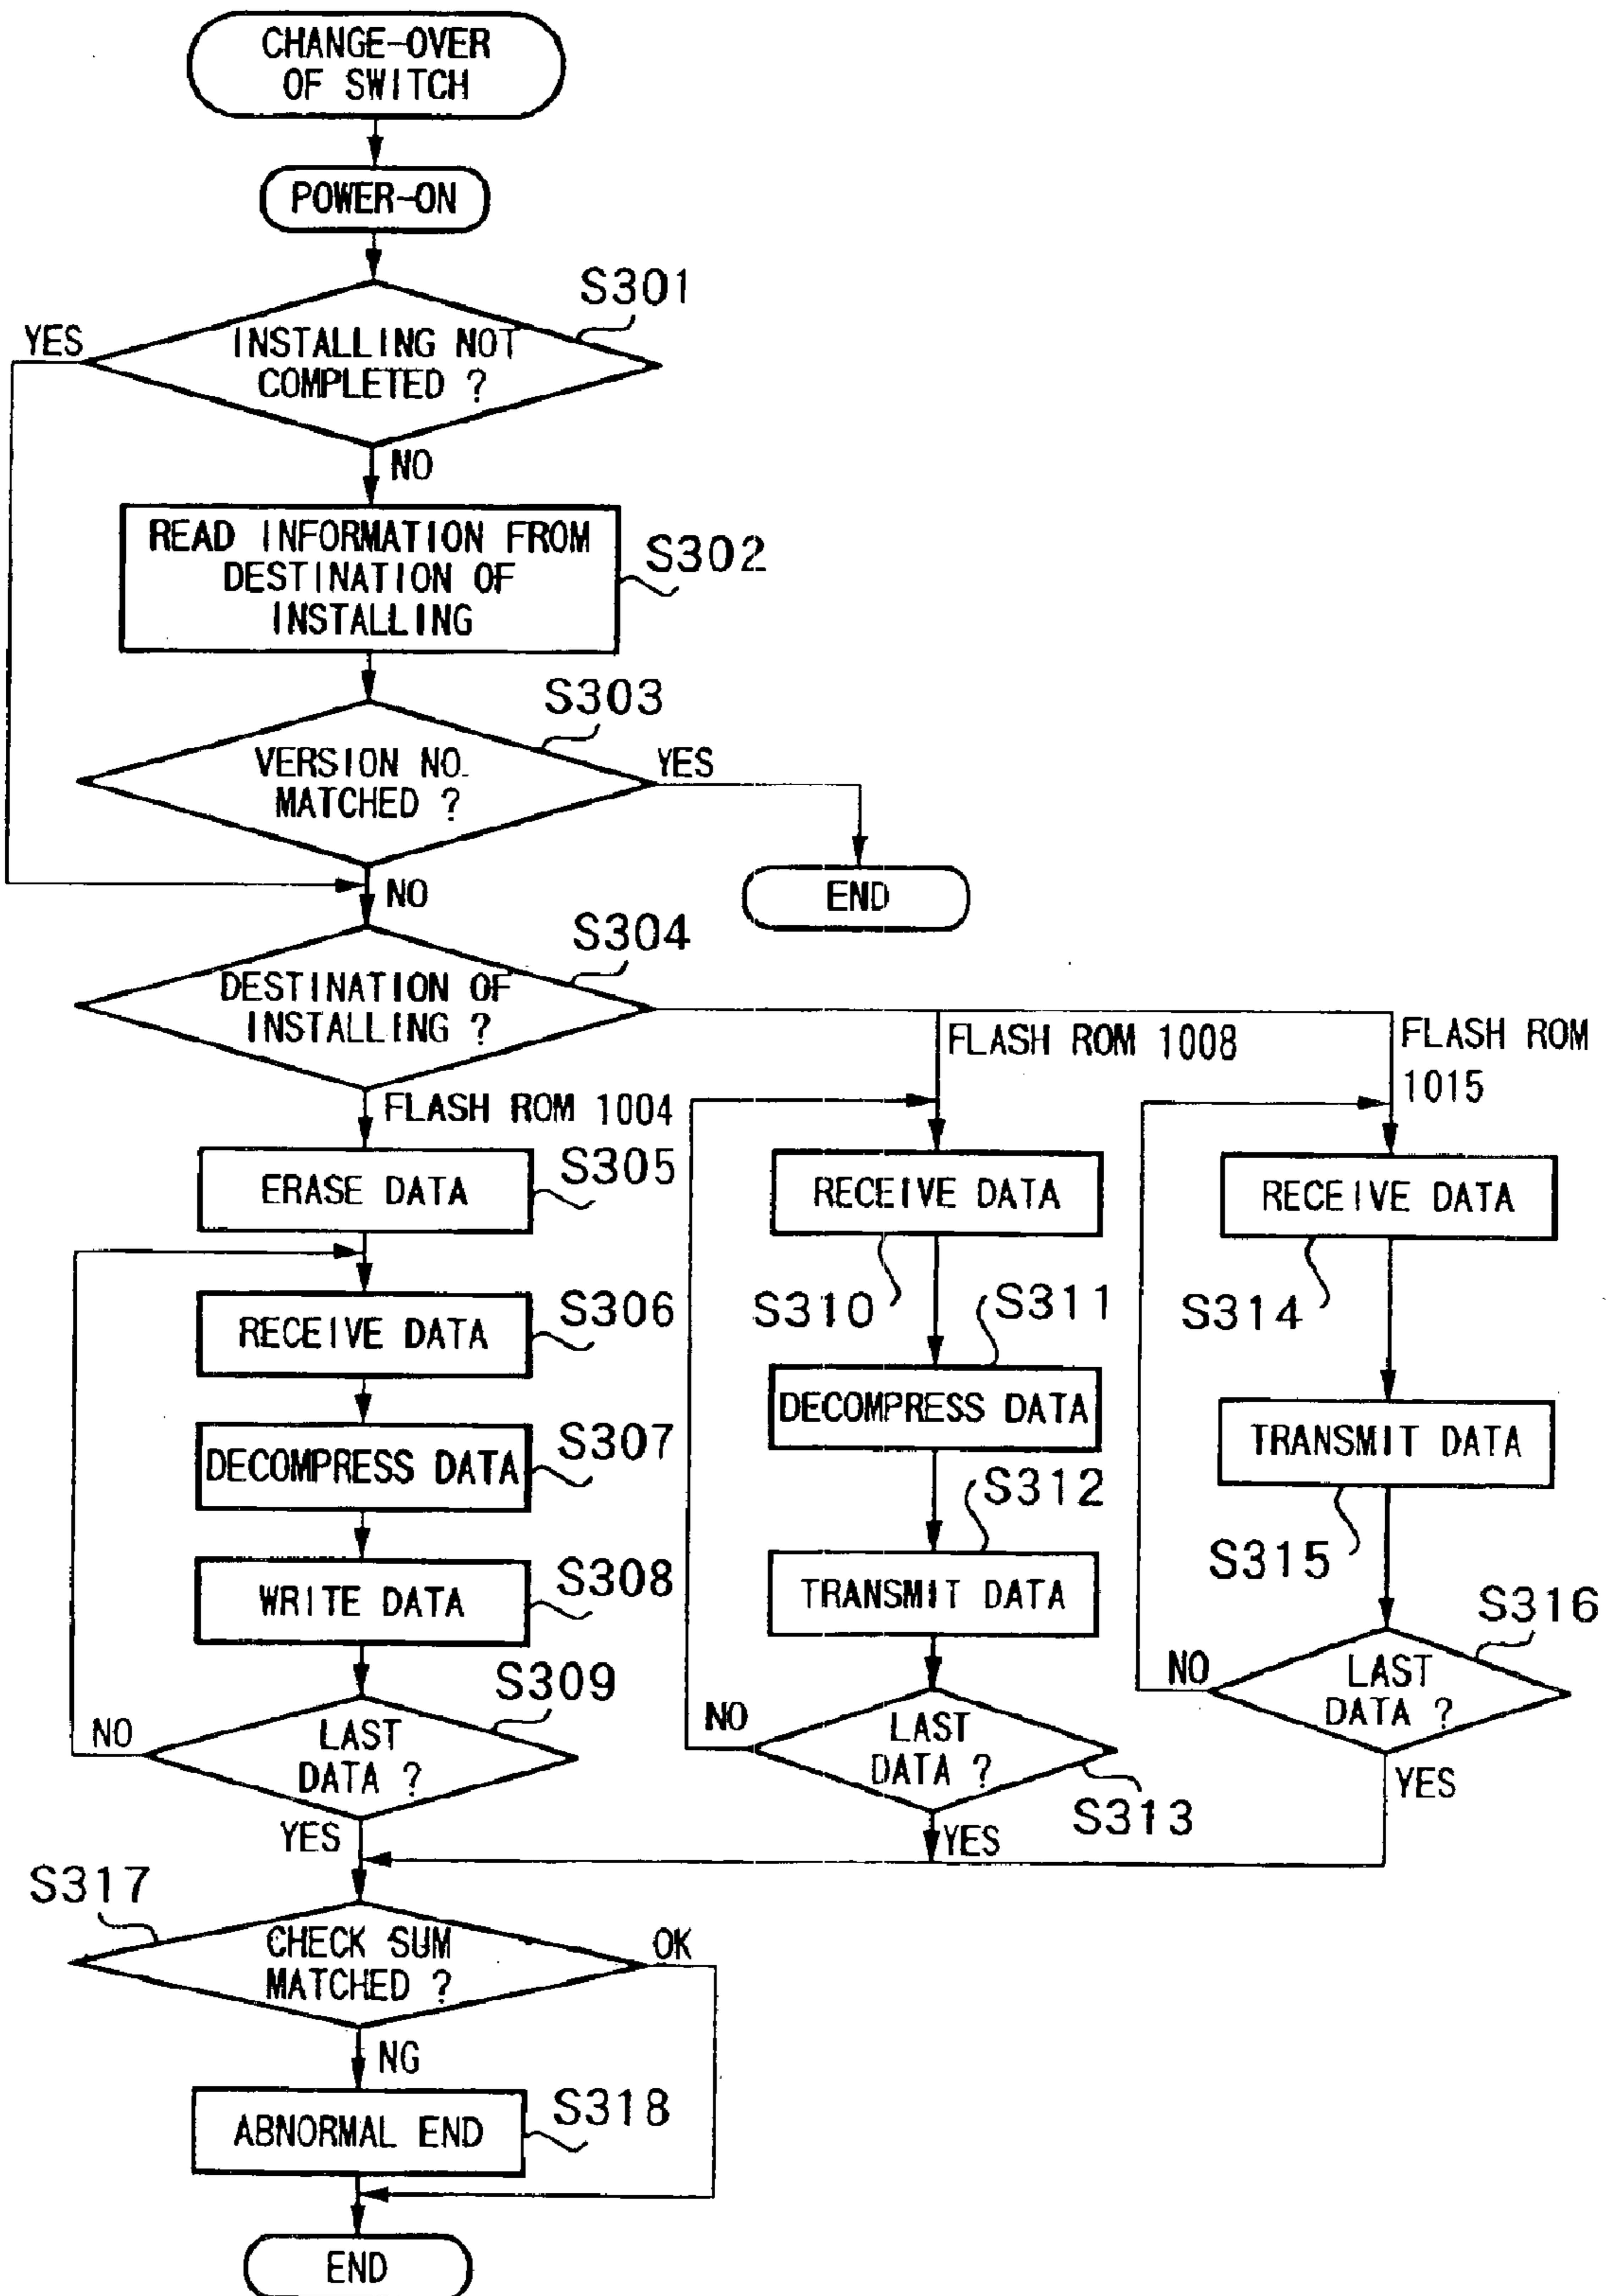 CHANGE-OVER
OF SWITCH
POWER-ON
S301
YES
INSTALLING NOT
COMPLETED ?
NO
READ INFORMATION FROM
DESTINATION OF
INSTALLING
S302
S303
VERSION NO.
MATCHED ?
YES
END
NO
S304
DESTINATION OF
INSTALLING ?
FLASH ROM 1004
FLASH ROM 1008
FLASH ROM
1015
ERASE DATA
S305
RECEIVE DATA
S306
DECOMPRESS DATA
S307
WRITE DATA
S308
S309
NO
LAST
DATA ?
YES
RECEIVE DATA
S310
S311
DECOMPRESS DATA
S312
TRANSMIT DATA
NO
LAST
DATA ?
S313
YES
RECEIVE DATA
S314
TRANSMIT DATA
S315
S316
NO
LAST
DATA ?
YES
S317
CHECK SUM
MATCHED ?
OK
NG
ABNORMAL END
S318
END